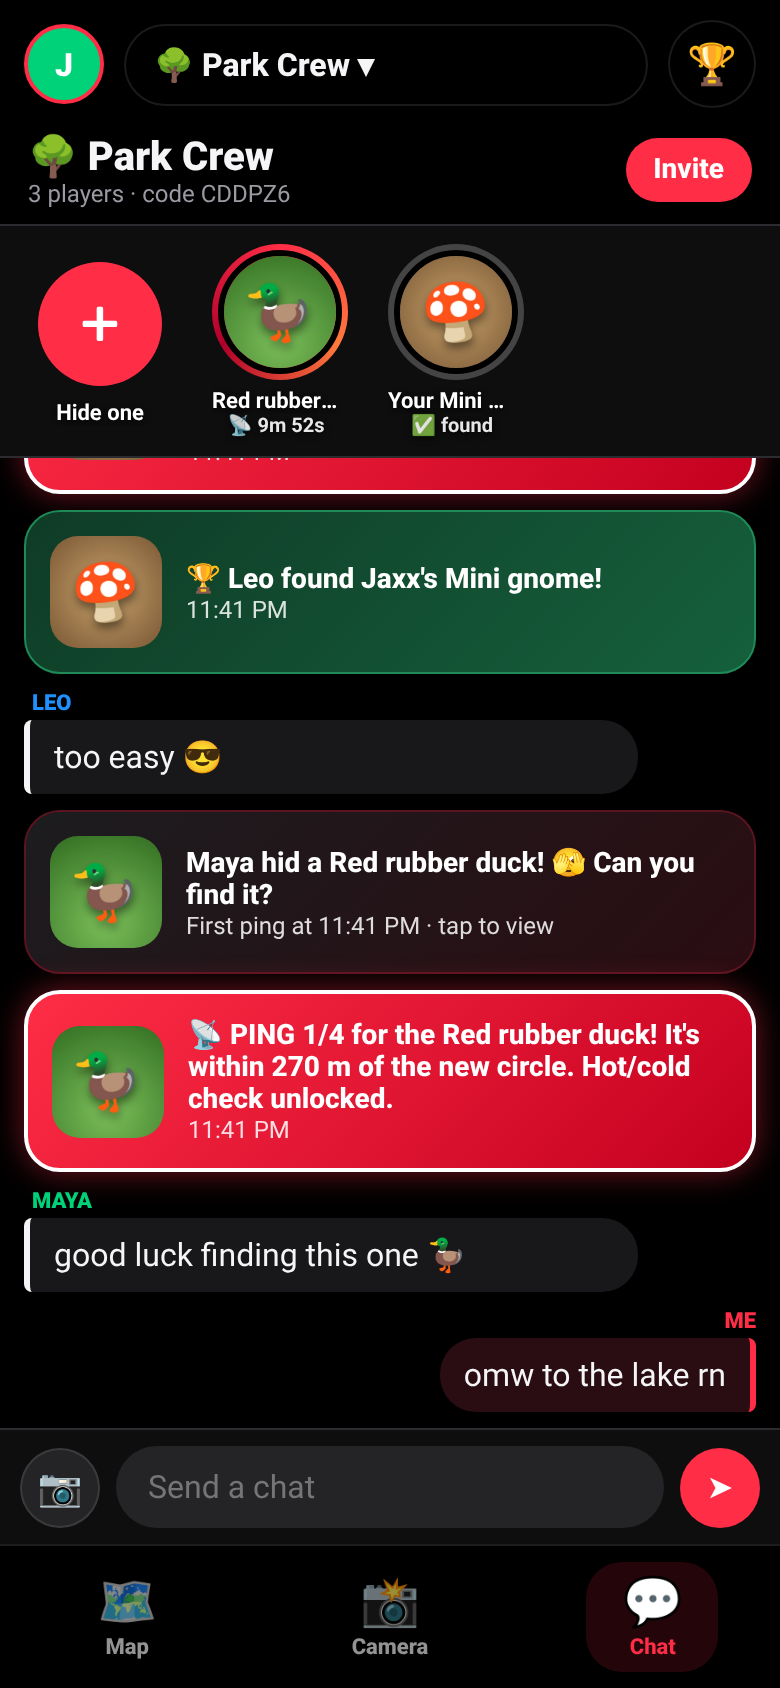 J
🌳 Park Crew ▾
🌳 Park Crew
3 players · code CDDPZ6
Invite
Hide one
Red rubber...
📡 9m 52s
Your Mini ...
✅ found
🏆 Leo found Jaxx's Mini gnome!
11:41 PM
LEO
too easy 😎
Maya hid a Red rubber duck! 🫣 Can you
find it?
First ping at 11:41 PM · tap to view
📡 PING 1/4 for the Red rubber duck! It's
within 270 m of the new circle. Hot/cold
check unlocked.
11:41 PM
MAYA
good luck finding this one 🦆
ME
omw to the lake rn
Send a chat
Map
Camera
Chat